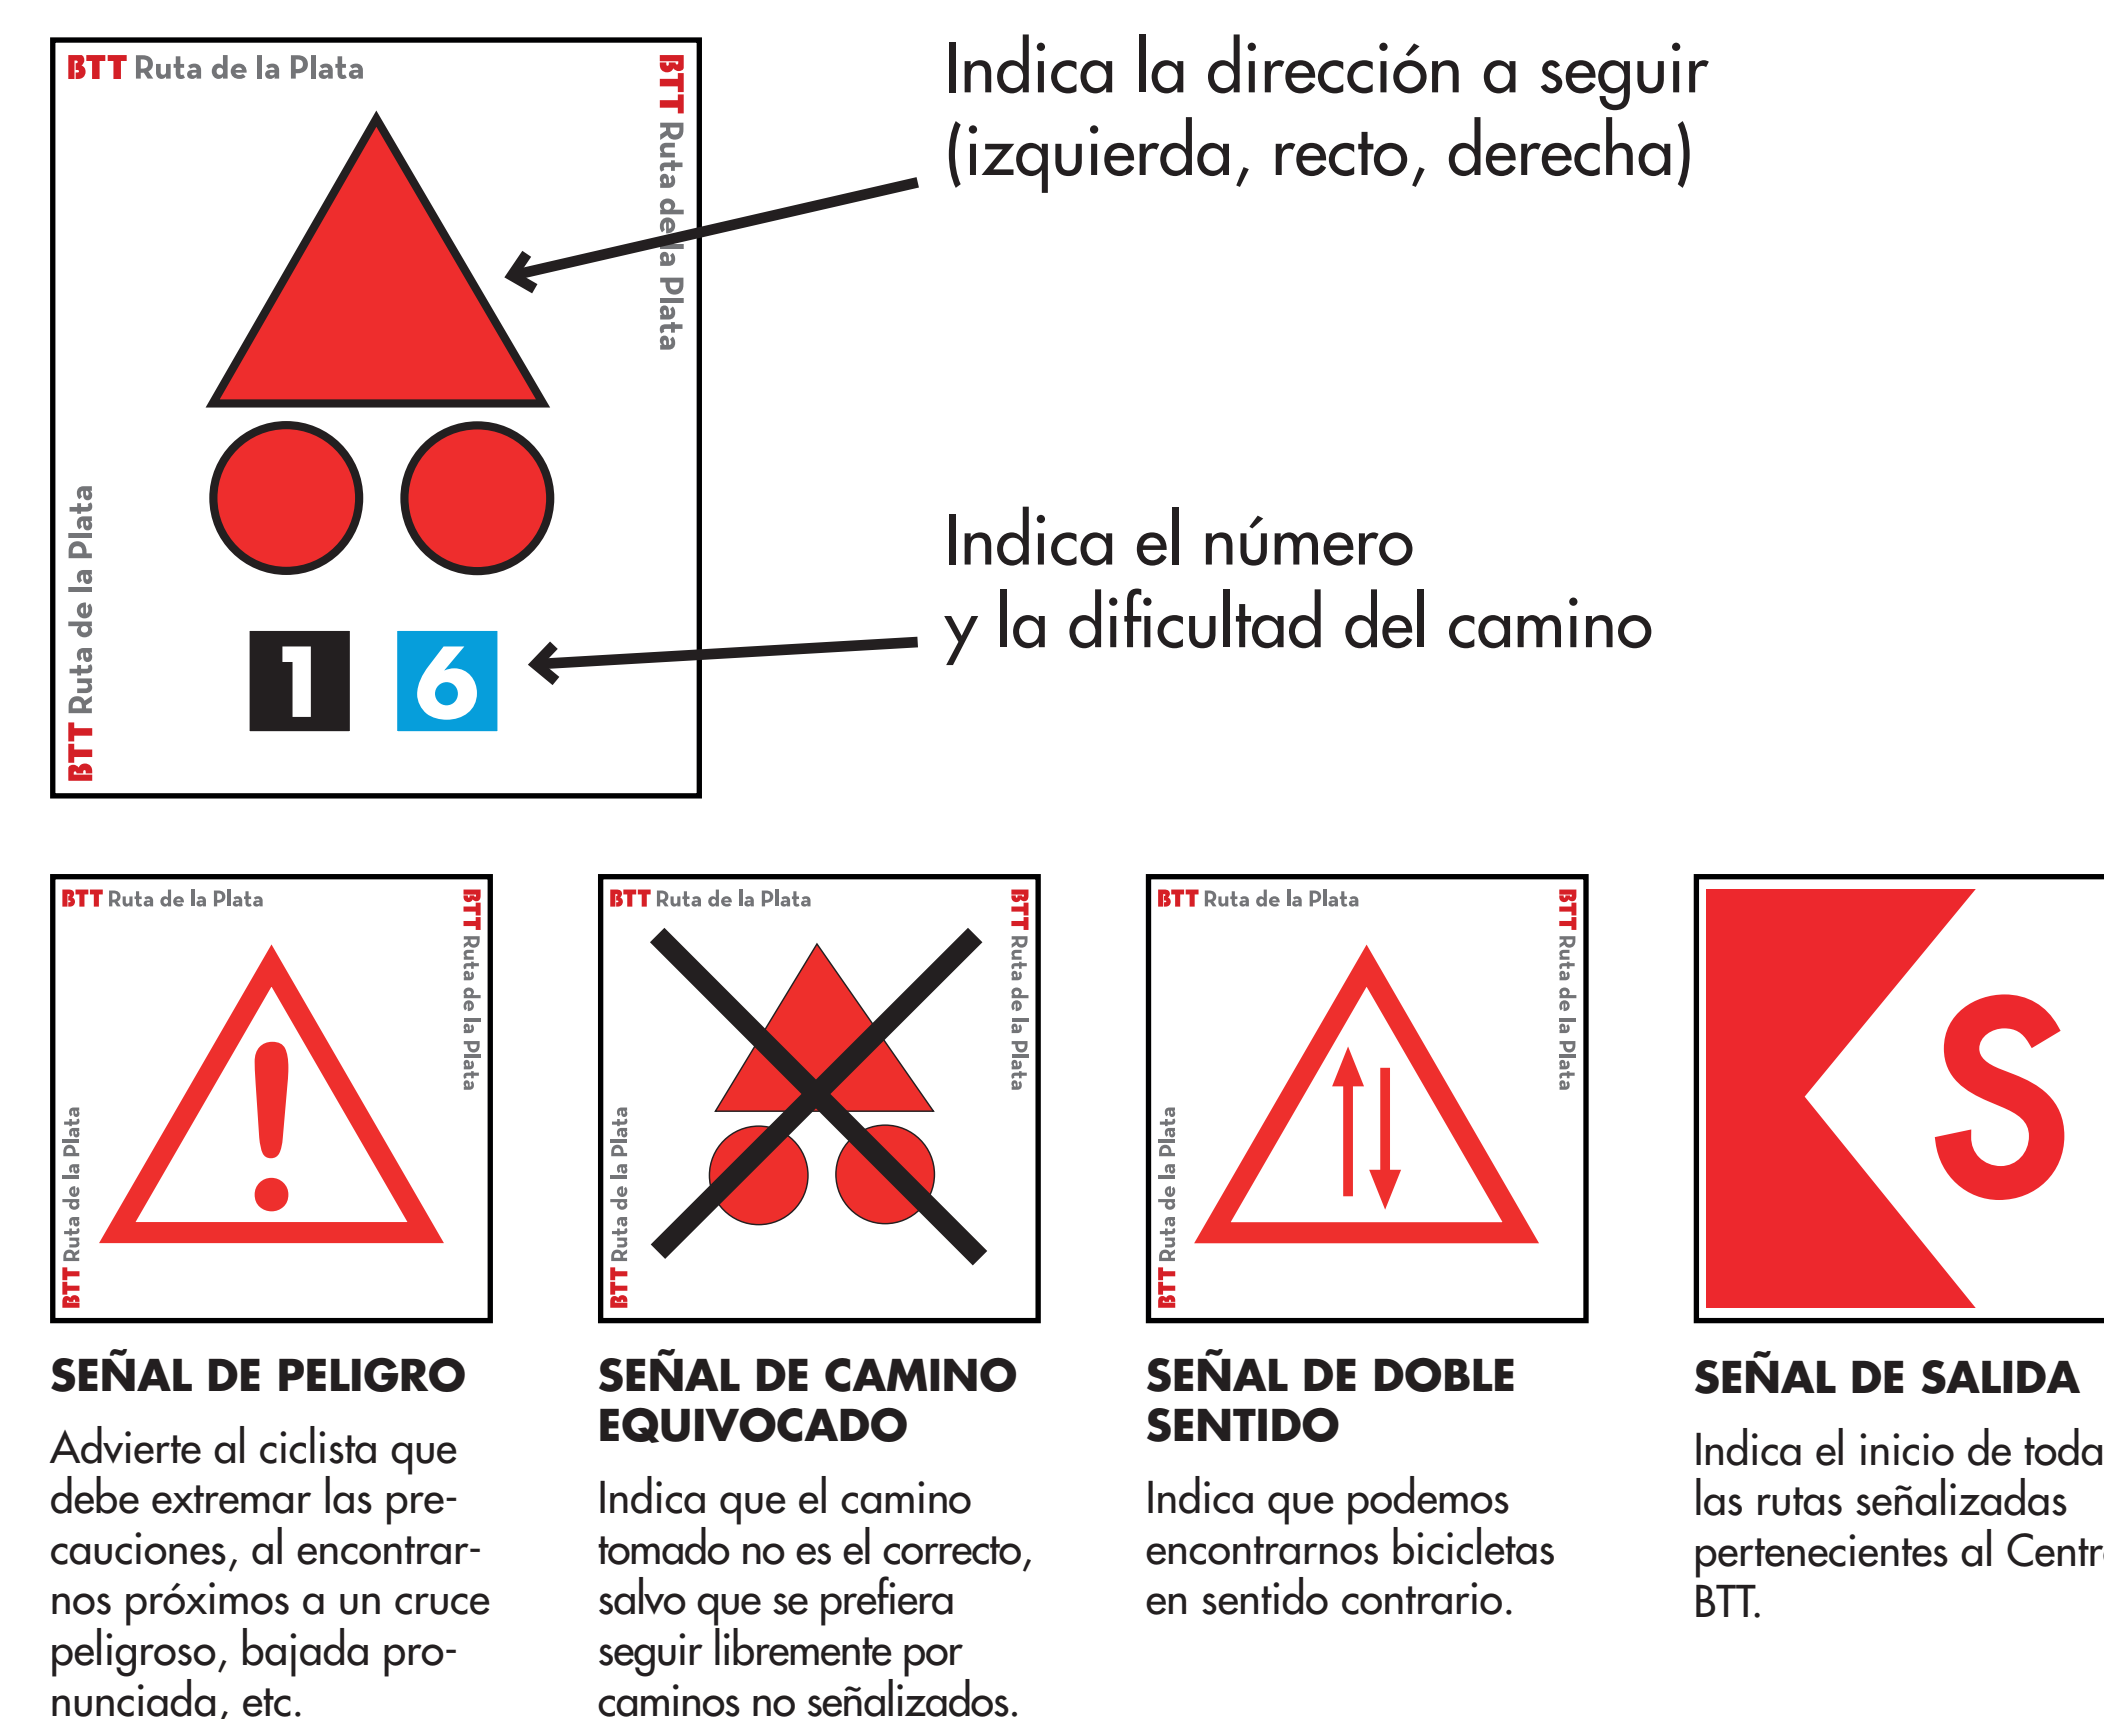 BTT Ruta de la Plata
BTT Ruta de la Plata
BTT Ruta de la Plata
1 6
Indica la dirección a seguir
(izquierda, recto, derecha)
Indica el número
y la dificultad del camino
BTT Ruta de la Plata
BTT Ruta de la Plata
BTT Ruta de la Plata
!
SEÑAL DE PELIGRO
Advierte al ciclista que
debe extremar las pre-
cauciones, al encontrar-
nos próximos a un cruce
peligroso, bajada pro-
nunciada, etc.
BTT Ruta de la Plata
BTT Ruta de la Plata
BTT Ruta de la Plata
SEÑAL DE CAMINO
EQUIVOCADO
Indica que el camino
tomado no es el correcto,
salvo que se prefiera
seguir libremente por
caminos no señalizados.
BTT Ruta de la Plata
BTT Ruta de la Plata
BTT Ruta de la Plata
SEÑAL DE DOBLE
SENTIDO
Indica que podemos
encontrarnos bicicletas
en sentido contrario.
S
SEÑAL DE SALIDA
Indica el inicio de toda
las rutas señalizadas
pertenecientes al Centr
BTT.